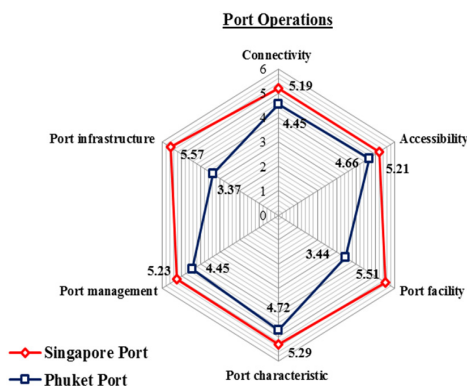 Port Operations
Connectivity
6
5.19
5
4.45
4
Port infrastructure
Accessibility
3
4.66
5.21
5.57
2
3.37
1
0
3.44
5.23
4.45
5.51
Port management
Port facility
4.72
Singapore Port
5.29
Port characteristic
Phuket Port